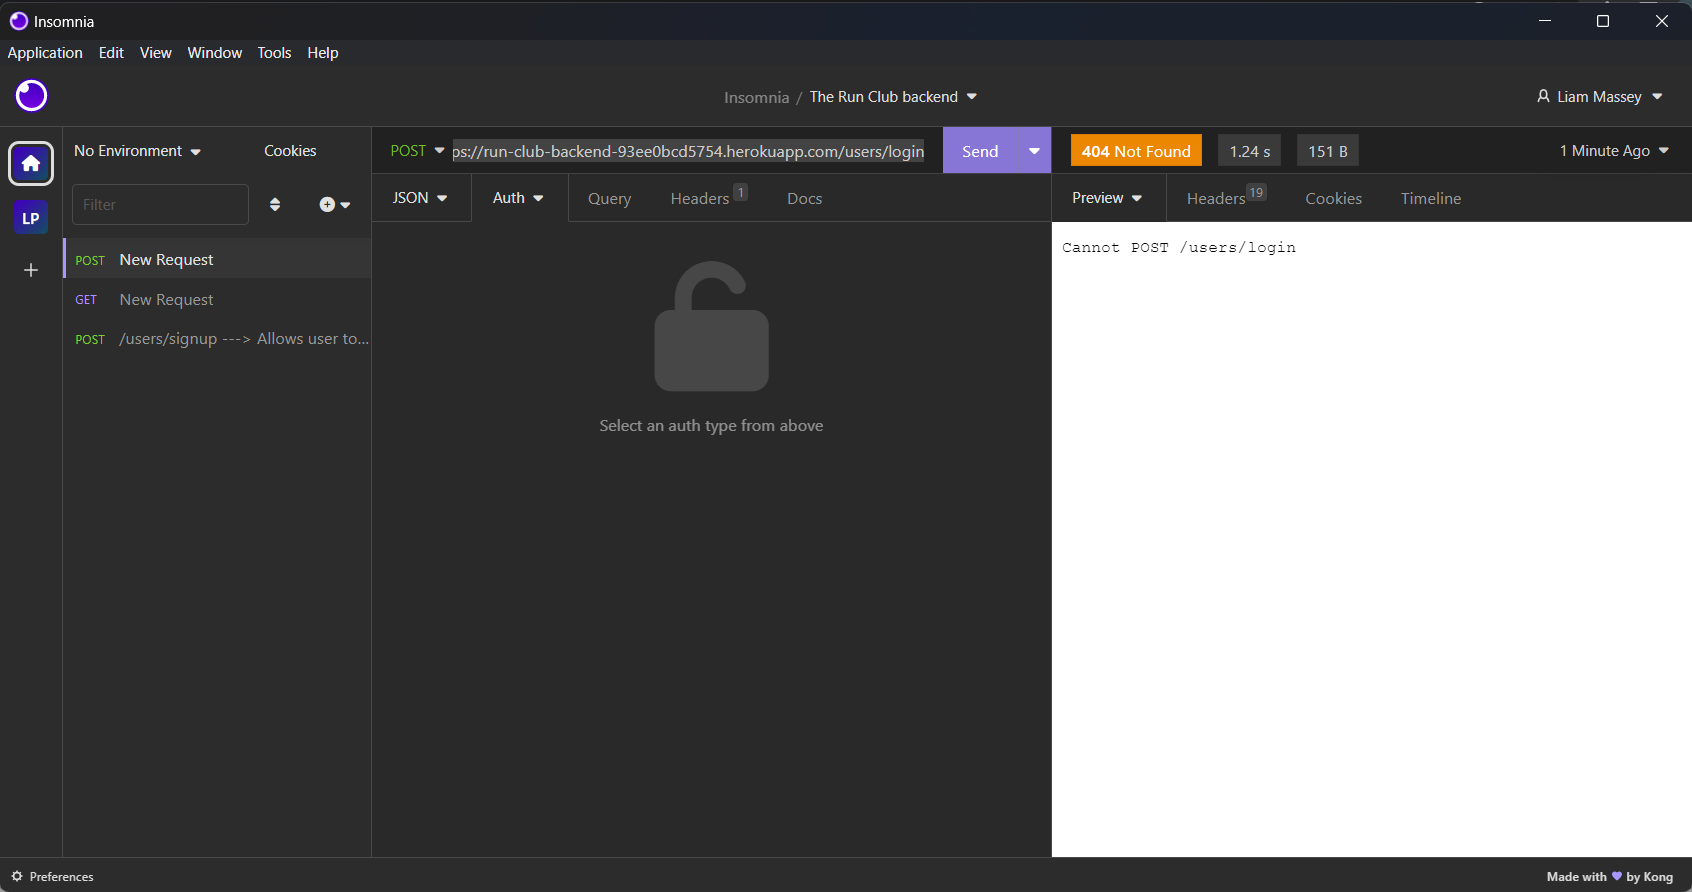 Insomnia
Application Edit View Window Tools Help
Insomnia / The Run Club backend
Liam Massey
No Environment
Cookies
Filter
LP
POST New Request
GET New Request
POST /users/signup ---> Allows user to...
POST ps://run-club-backend-93ee0bcd5754.herokuapp.com/users/login Send
JSON Auth Query Headers 1 Docs
Select an auth type from above
404 Not Found 1.24 s 151 B 1 Minute Ago
Preview Headers 19 Cookies Timeline
Cannot POST /users/login
Preferences
Made with by Kong